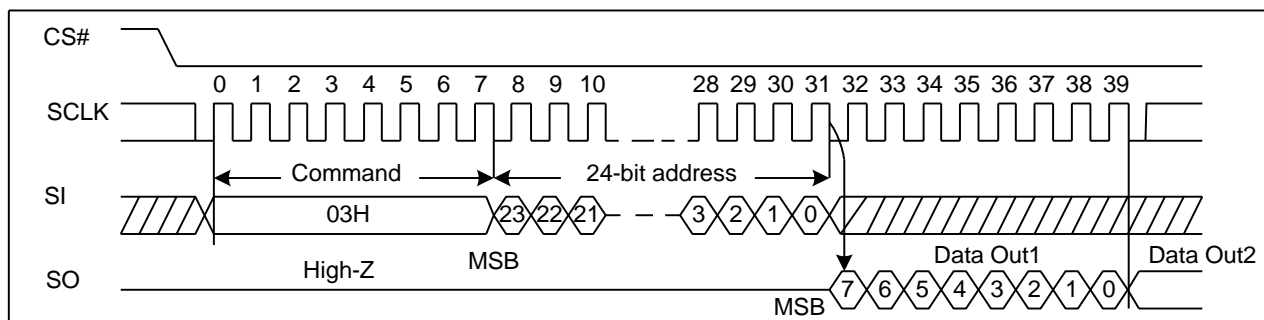 CS#
0 1 2 3 4 5 6 7 8 9 10 28 29 30 31 32 33 34 35 36 37 38 39
SCLK
Command 24-bit address
SI
03H 23 22 21 3 2 1 0
High-Z MSB Data Out1 Data Out2
SO
MSB 7 6 5 4 3 2 1 0